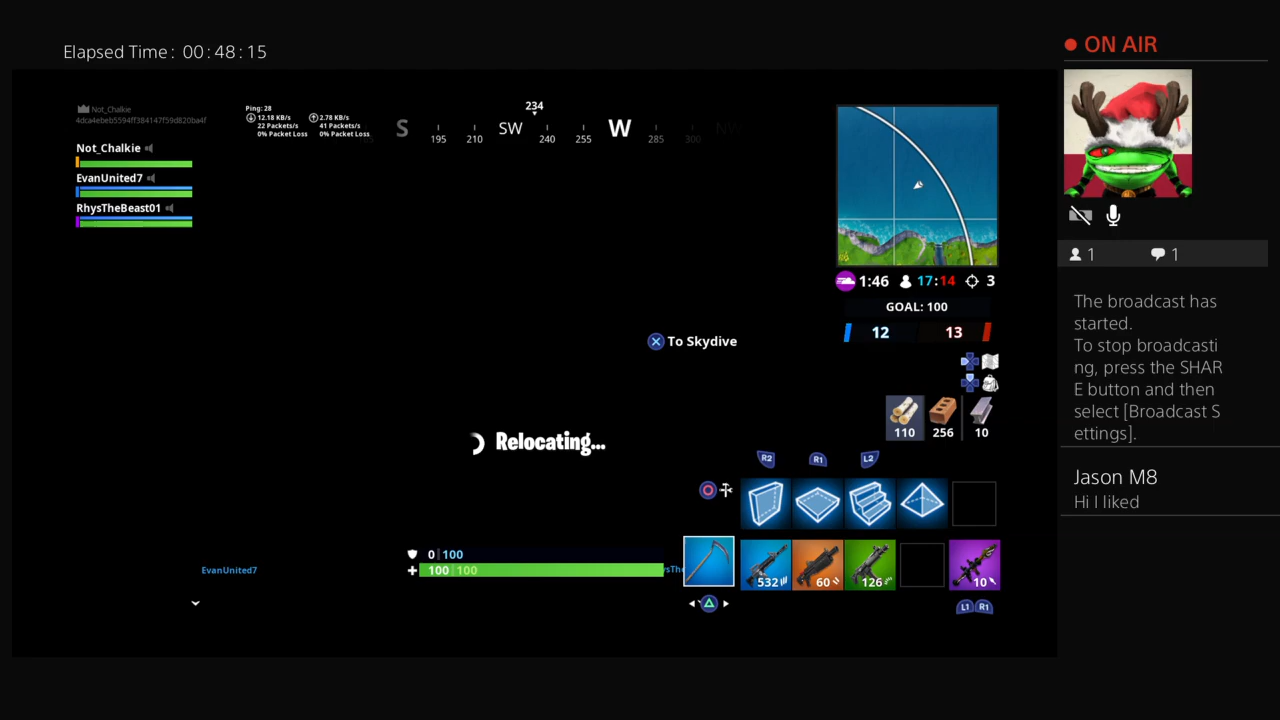 Elapsed Time: 00:48:15
ON AIR
Not_Chalkie
4dca4ebeb5594ff384147f59d820ba4f
Ping: 28
12.18 KB/s 2.78 KB/s
22 Packets/s 41 Packets/s
0% Packet Loss 0% Packet Loss
234
S 195 210 SW 240 255 W 285 300 NW
Not_Chalkie
EvanUnited7
RhysTheBeast01
1:46 17:14 3
GOAL: 100
12 13
To Skydive
Relocating...
110 256 10
R2 R1 L2
0|100
100|100
EvanUnited7
532 60 126 10
L1 R1
1 1
The broadcast has
started.
To stop broadcasti
ng, press the SHAR
E button and then
select [Broadcast S
ettings].
Jason M8
Hi I liked